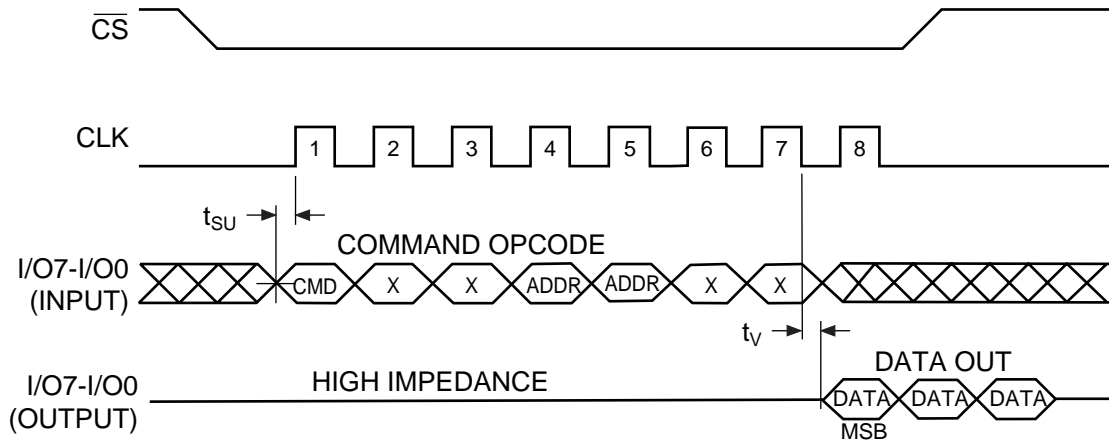 C̅S̅
CLK
1 2 3 4 5 6 7 8
tSU
COMMAND OPCODE
I/O7-I/O0
(INPUT)
CMD X X ADDR ADDR X X
tV
DATA OUT
I/O7-I/O0
(OUTPUT)
HIGH IMPEDANCE
DATA DATA DATA
MSB